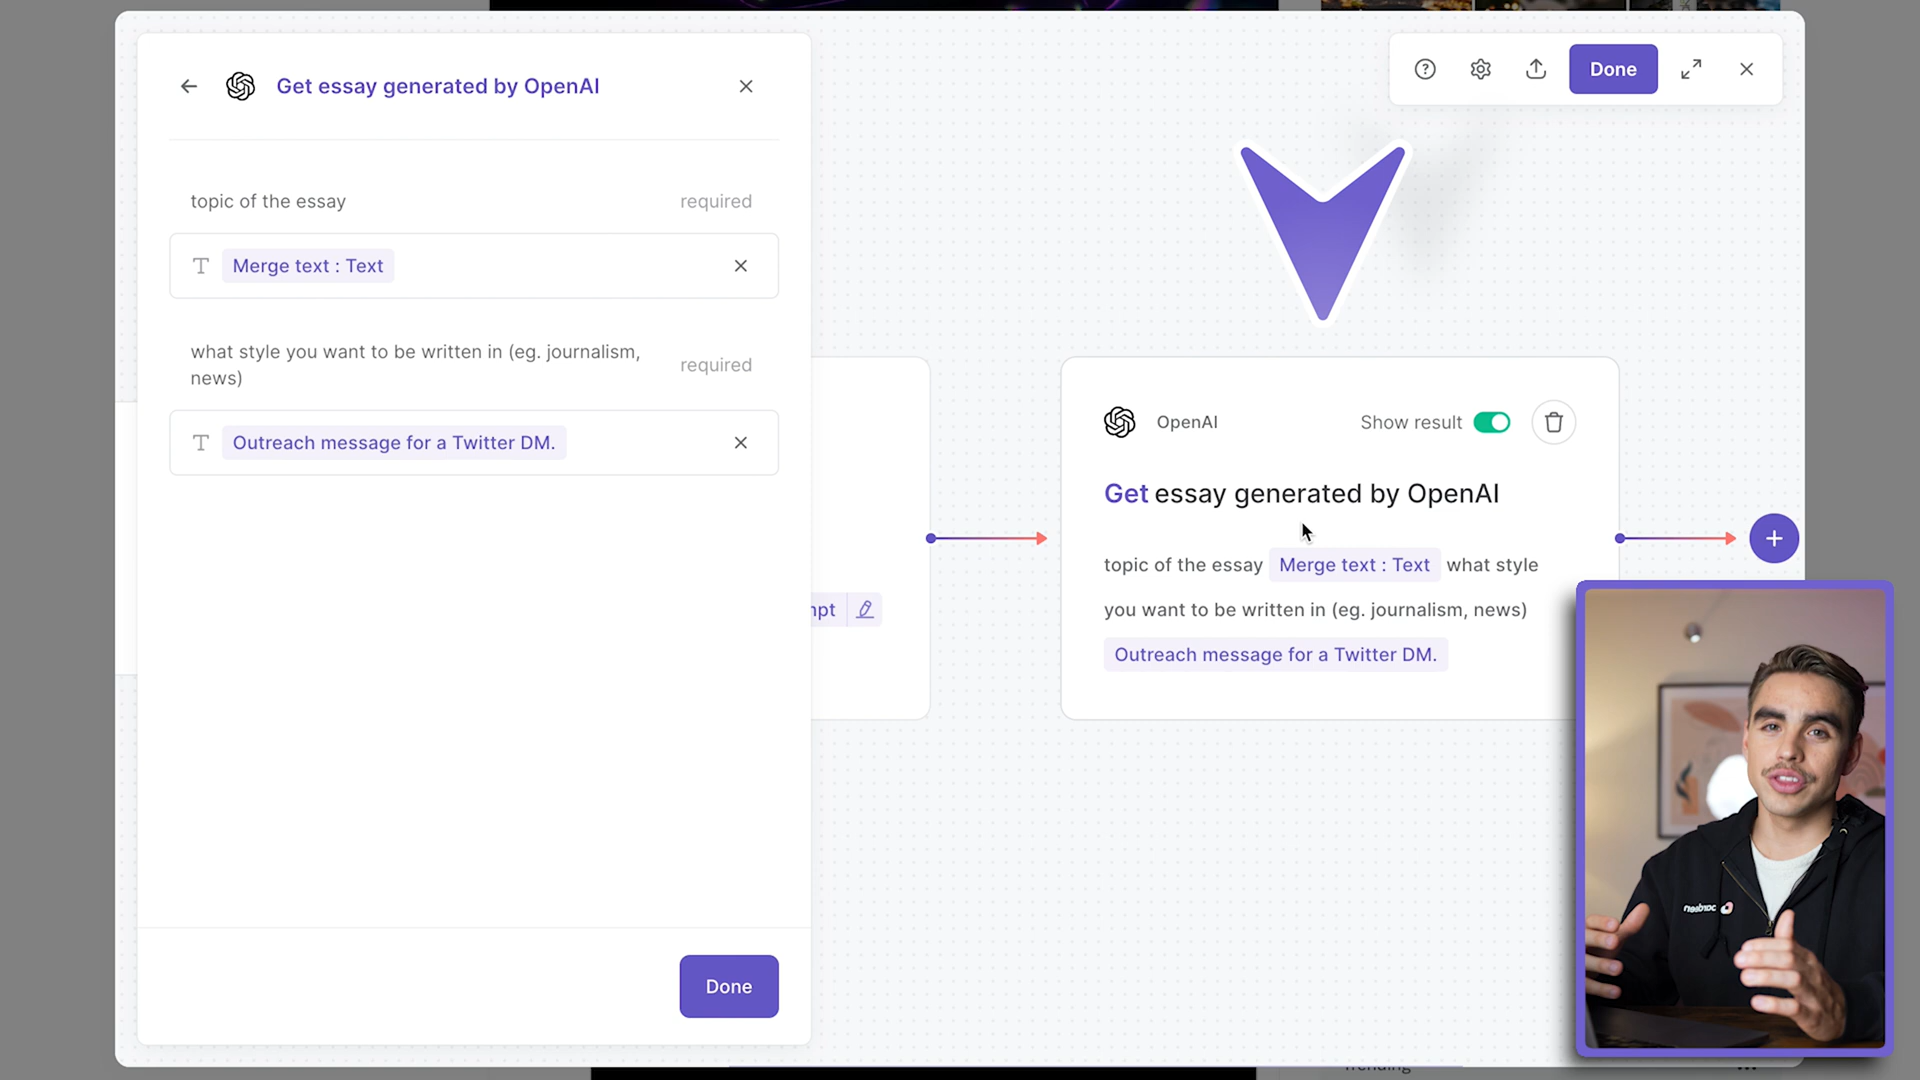 Get essay generated by OpenAI
Done
topic of the essay
required
Merge text : Text
what style you want to be written in (eg. journalism,
news)
required
Outreach message for a Twitter DM.
Done
OpenAI
Show result
Get essay generated by OpenAI
topic of the essay Merge text : Text what style
you want to be written in (eg. journalism, news)
Outreach message for a Twitter DM.